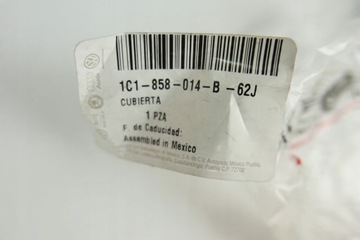 1C1-858-014-B -62J
CUBIERTA
1 PZA
F. de Caducidad:
Assembled in Mexico